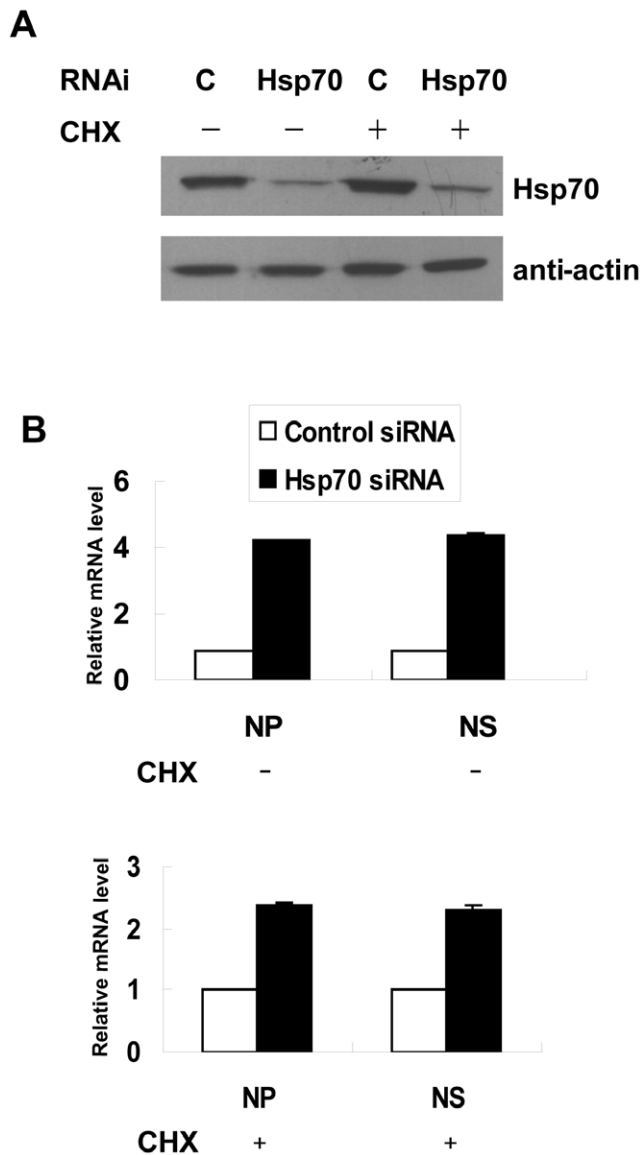 A
RNAi C Hsp70 C Hsp70
CHX − − + +
Hsp70
anti-actin
B
Control siRNA
Hsp70 siRNA
Relative mRNA level
6
4
2
0
NP NS
CHX - -
Relative mRNA level
3
2
1
0
NP NS
CHX + +